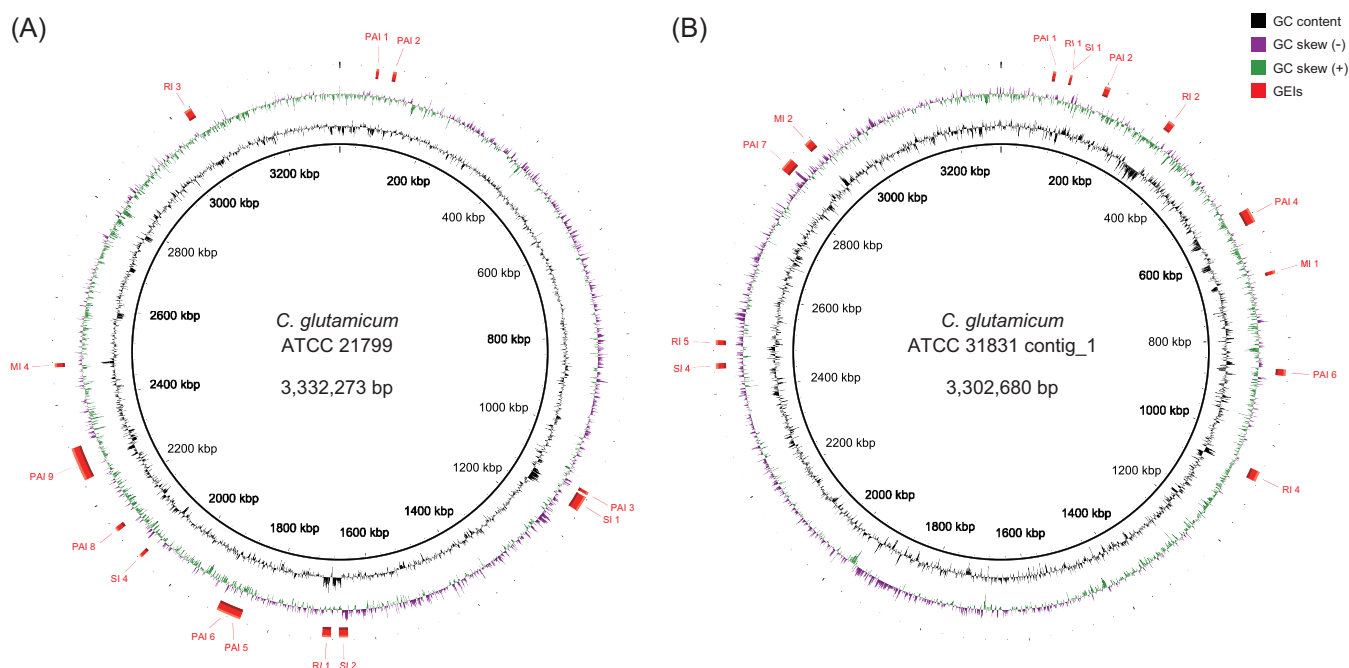 (A)
PAI 1
PAI 2
RI 3
3200 kbp
200 kbp
3000 kbp
400 kbp
2800 kbp
600 kbp
2600 kbp
800 kbp
C. glutamicum
ATCC 21799
3,332,273 bp
MI 4
2400 kbp
1000 kbp
2200 kbp
1200 kbp
PAI 9
2000 kbp
1400 kbp
1800 kbp
1600 kbp
PAI 3
SI 1
PAI 8
SI 4
PAI 6
PAI 5
RI 1
SI 2
(B)
GC content
GC skew (-)
GC skew (+)
GEIs
PAI 1
RI 1
SI 1
PAI 2
RI 2
MI 2
PAI 7
3200 kbp
200 kbp
3000 kbp
400 kbp
PAI 4
2800 kbp
600 kbp
MI 1
2600 kbp
800 kbp
C. glutamicum
ATCC 31831 contig_1
3,302,680 bp
RI 5
SI 4
PAI 6
2400 kbp
1000 kbp
2200 kbp
1200 kbp
RI 4
2000 kbp
1400 kbp
1800 kbp
1600 kbp